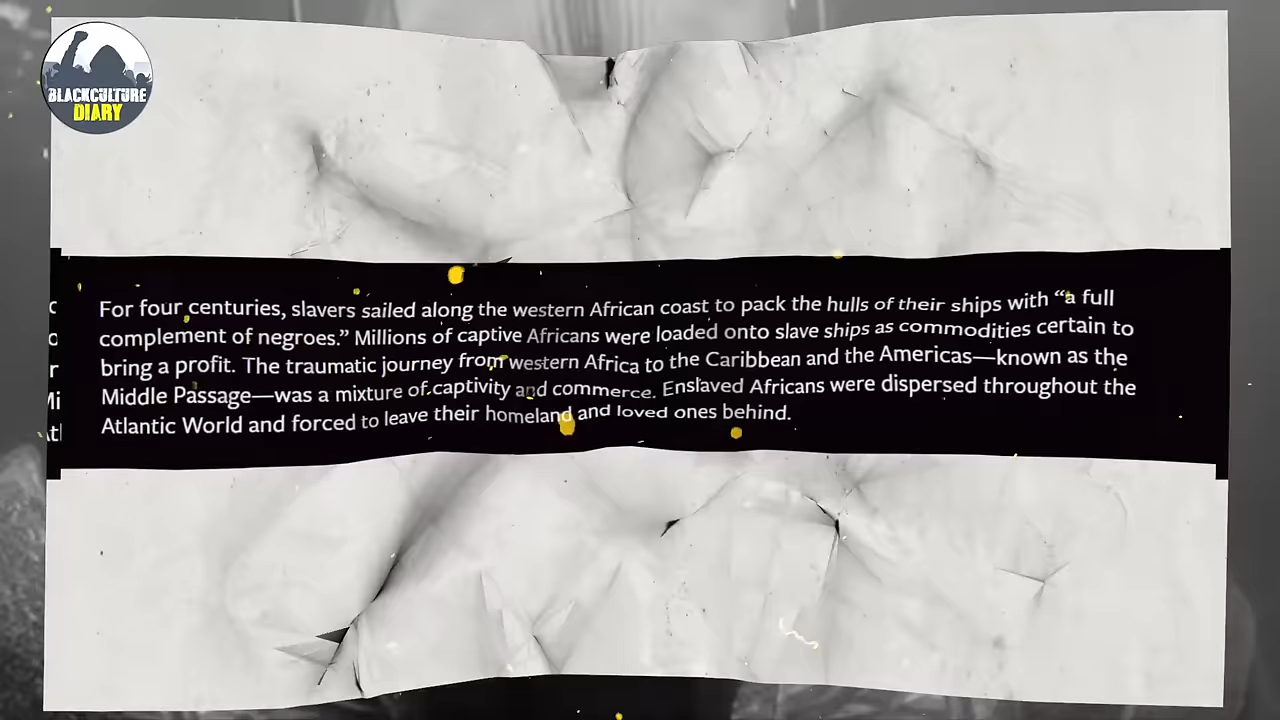 BLACKCULTURE
DIARY
For four centuries, slavers sailed along the western African coast to pack the hulls of their ships with “a full
complement of negroes.” Millions of captive Africans were loaded onto slave ships as commodities certain to
bring a profit. The traumatic journey from western Africa to the Caribbean and the Americas—known as the
Middle Passage—was a mixture of captivity and commerce. Enslaved Africans were dispersed throughout the
Atlantic World and forced to leave their homeland and loved ones behind.